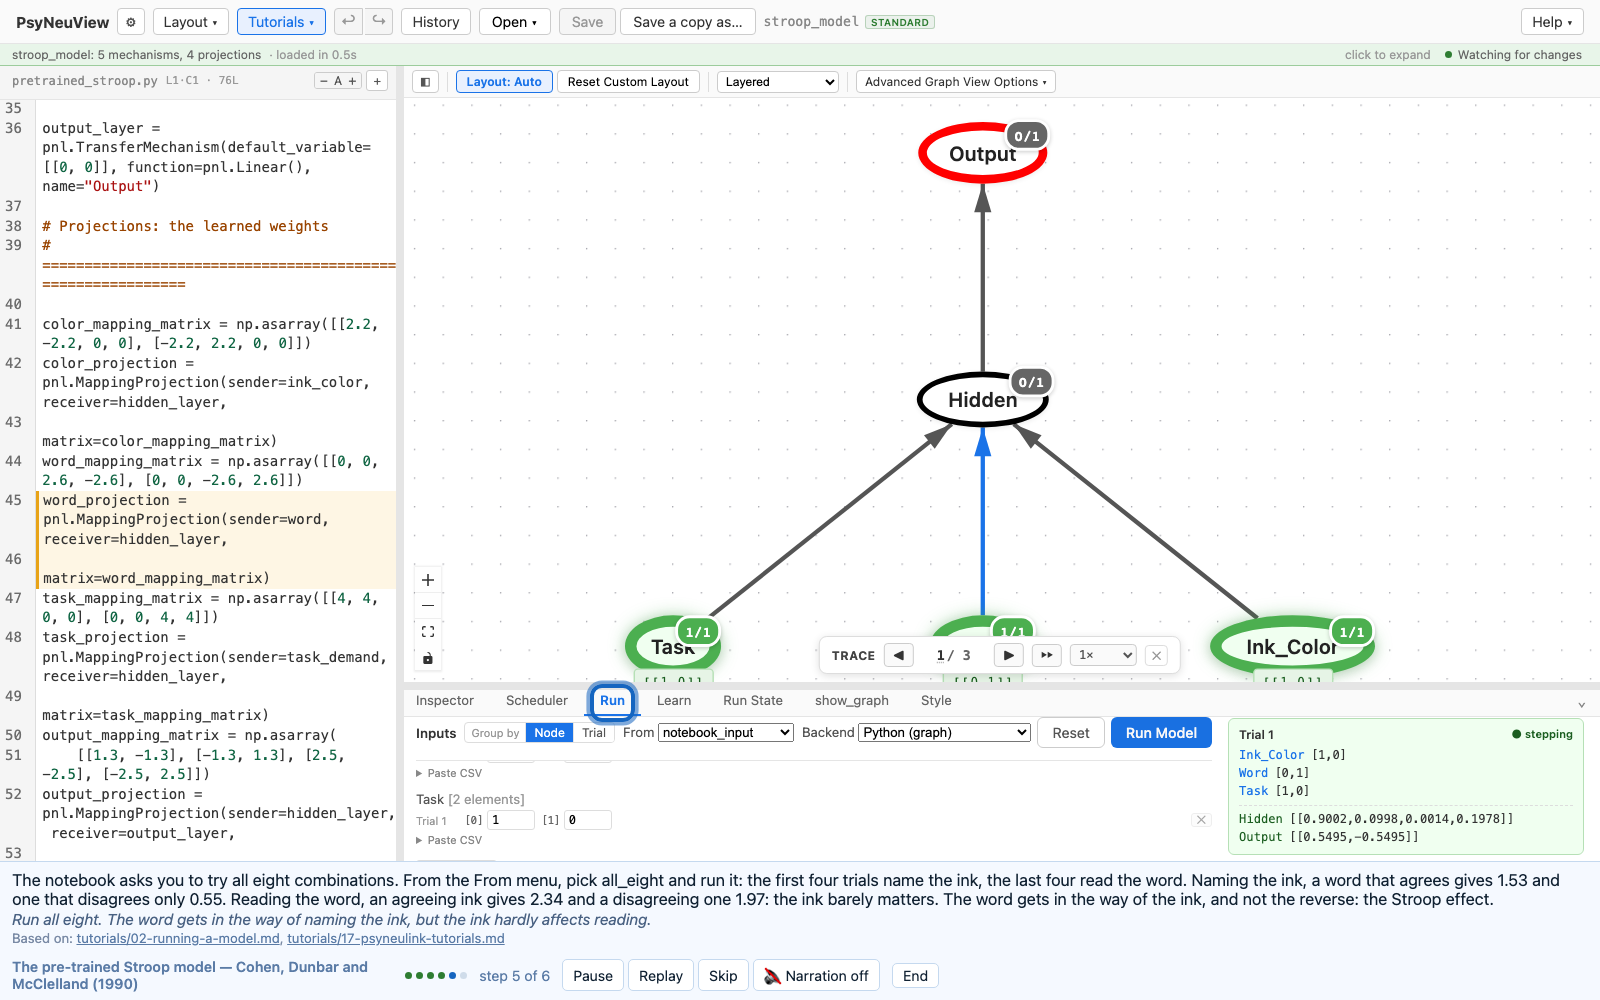 PsyNeuView ⚙ Layout ▾ Tutorials ▾ ↩ ↪ History Open ▾ Save Save a copy as... stroop_model STANDARD Help ▾
stroop_model: 5 mechanisms, 4 projections · loaded in 0.5s click to expand ● Watching for changes
pretrained_stroop.py L1·C1 · 76L − A + +
Layout: Auto Reset Custom Layout Layered Advanced Graph View Options ▾
35
36 output_layer =
pnl.TransferMechanism(default_variable=
[[0, 0]], function=pnl.Linear(),
name="Output")
37
38 # Projections: the learned weights
39 #
==========================================
=================
40
41 color_mapping_matrix = np.asarray([[2.2,
-2.2, 0, 0], [-2.2, 2.2, 0, 0]])
42 color_projection =
pnl.MappingProjection(sender=ink_color,
receiver=hidden_layer,
43
matrix=color_mapping_matrix)
44 word_mapping_matrix = np.asarray([[0, 0,
2.6, -2.6], [0, 0, -2.6, 2.6]])
45 word_projection =
pnl.MappingProjection(sender=word,
receiver=hidden_layer,
46
matrix=word_mapping_matrix)
47 task_mapping_matrix = np.asarray([[4, 4,
0, 0], [0, 0, 4, 4]])
48 task_projection =
pnl.MappingProjection(sender=task_demand,
receiver=hidden_layer,
49
matrix=task_mapping_matrix)
50 output_mapping_matrix = np.asarray(
51 [[1.3, -1.3], [-1.3, 1.3], [2.5,
-2.5], [-2.5, 2.5]])
52 output_projection =
pnl.MappingProjection(sender=hidden_layer,
receiver=output_layer,
53
0/1
Output
0/1
Hidden
1/1 1/1 1/1
Task Ink_Color
TRACE ◀ 1 / 3 ▶ ▸▸ 1× ×
Inspector Scheduler Run Learn Run State show_graph Style
Inputs Group by Node Trial From notebook_input Backend Python (graph) Reset Run Model
▸ Paste CSV
Task [2 elements]
Trial 1 [0] 1 [1] 0
▸ Paste CSV
Trial 1 ● stepping
Ink_Color [1,0]
Word [0,1]
Task [1,0]
Hidden [[0.9002,0.0998,0.0014,0.1978]]
Output [[0.5495,−0.5495]]
The notebook asks you to try all eight combinations. From the From menu, pick all_eight and run it: the first four trials name the ink, the last four read the word. Naming the ink, a word that agrees gives 1.53 and
one that disagrees only 0.55. Reading the word, an agreeing ink gives 2.34 and a disagreeing one 1.97: the ink barely matters. The word gets in the way of the ink, and not the reverse: the Stroop effect.
Run all eight. The word gets in the way of naming the ink, but the ink hardly affects reading.
Based on: tutorials/02-running-a-model.md, tutorials/17-psyneulink-tutorials.md
The pre-trained Stroop model — Cohen, Dunbar and
McClelland (1990)
step 5 of 6 Pause Replay Skip Narration off End